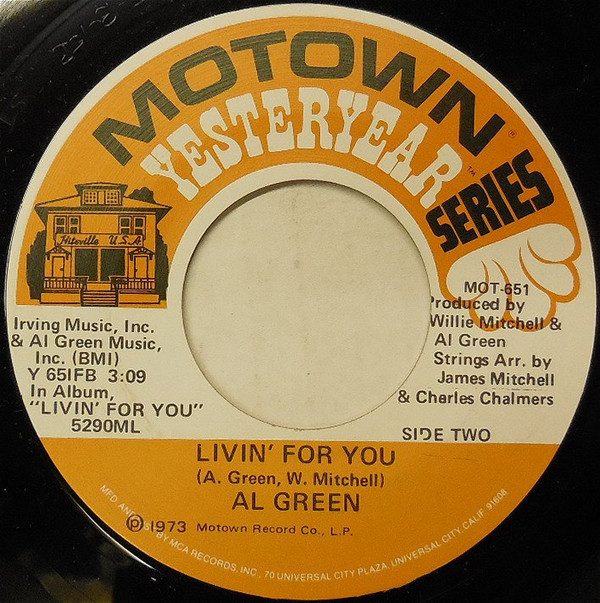 MOTOWN
YESTERYEAR™
SERIES
Hitsville U.S.A.
Irving Music, Inc.
& Al Green Music,
Inc. (BMI)
Y 651FB 3:09
In Album,
"LIVIN' FOR YOU"
5290ML
MOT-651
Produced by
Willie Mitchell &
Al Green
Strings Arr. by
James Mitchell
& Charles Chalmers
SIDE TWO
LIVIN' FOR YOU
(A. Green, W. Mitchell)
AL GREEN
℗ 1973 Motown Record Co., L.P.
MFD AND BY MCA RECORDS, INC., 70 UNIVERSAL CITY PLAZA, UNIVERSAL CITY, CALIF. 91608